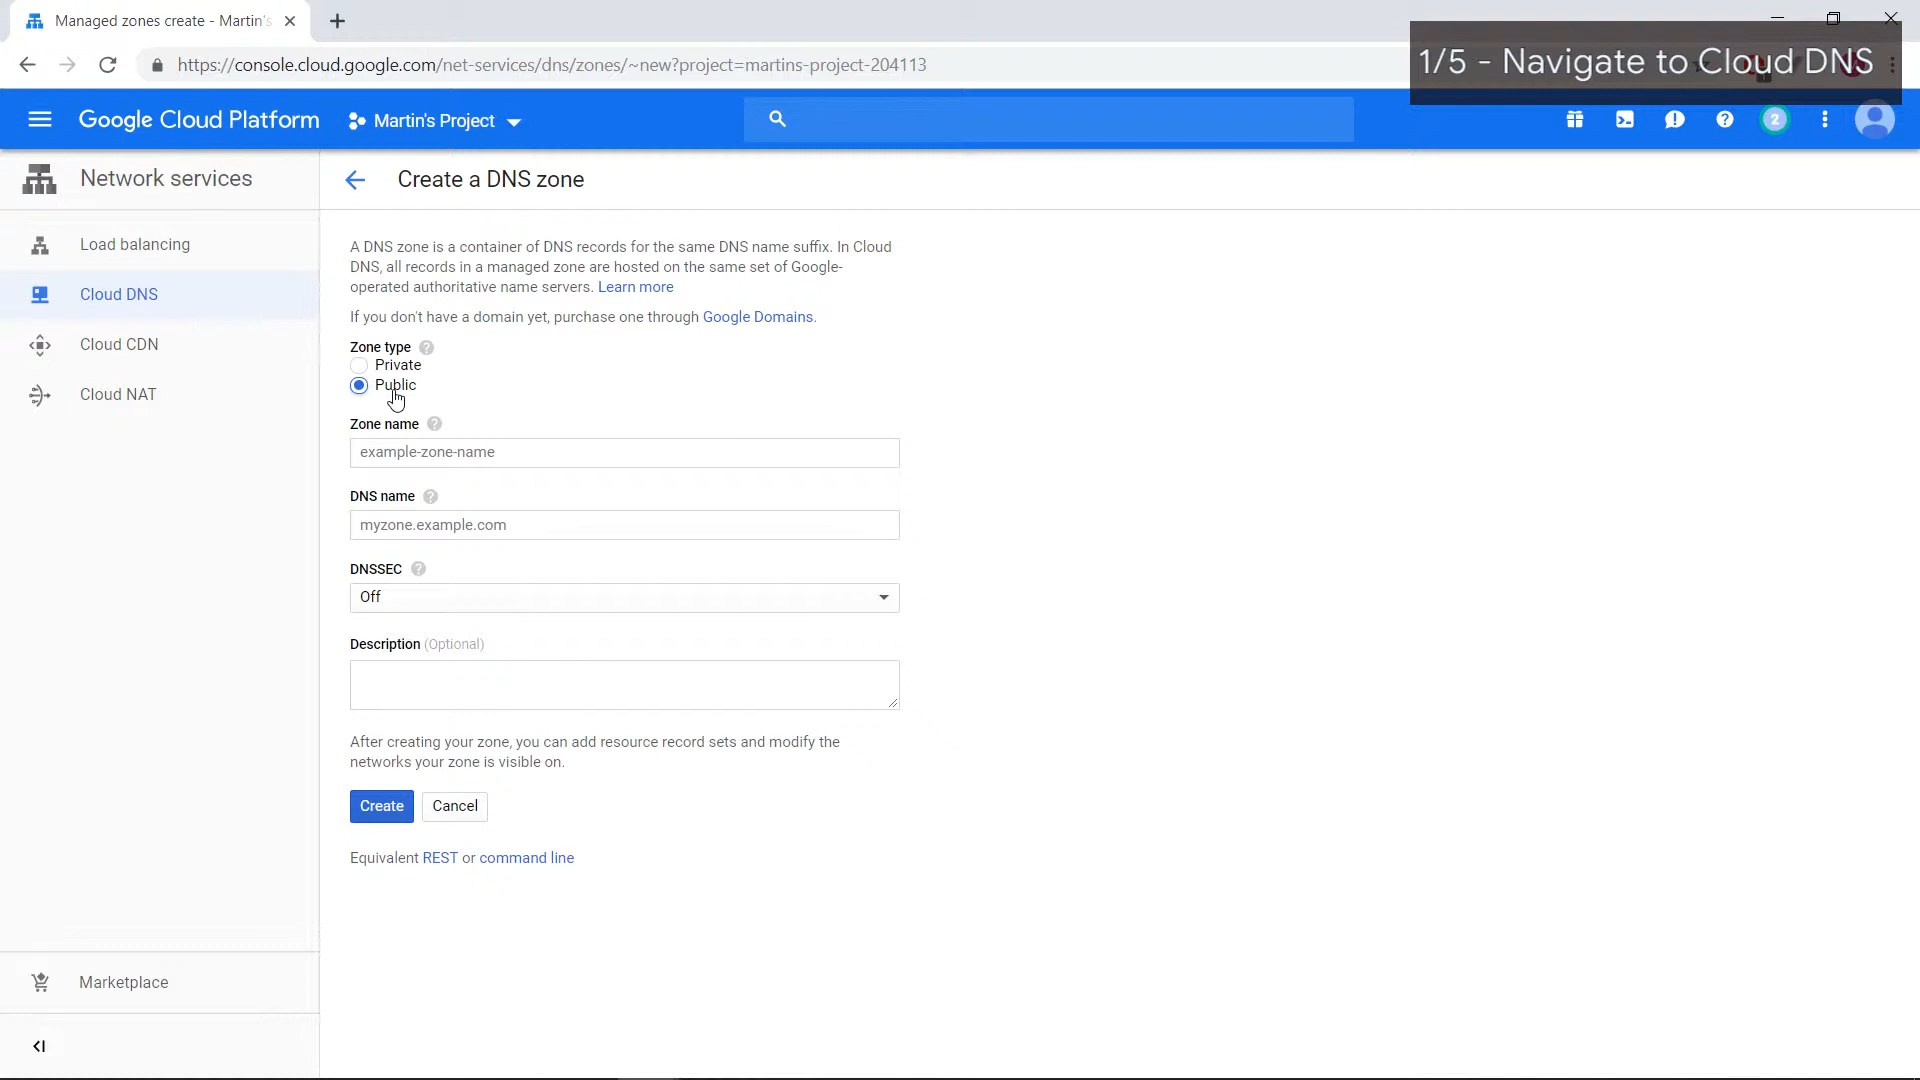 Managed zones create - Martin's
1/5 - Navigate to Cloud DNS
https://console.cloud.google.com/net-services/dns/zones/~new?project=martins-project-204113
Google Cloud Platform
Martin's Project
2
Network services
Create a DNS zone
Load balancing
Cloud DNS
Cloud CDN
Cloud NAT
A DNS zone is a container of DNS records for the same DNS name suffix. In Cloud
DNS, all records in a managed zone are hosted on the same set of Google-
operated authoritative name servers. Learn more
If you don't have a domain yet, purchase one through Google Domains.
Zone type
Private
Public
Zone name
example-zone-name
DNS name
myzone.example.com
DNSSEC
Off
Description (Optional)
After creating your zone, you can add resource record sets and modify the
networks your zone is visible on.
Create
Cancel
Equivalent REST or command line
Marketplace